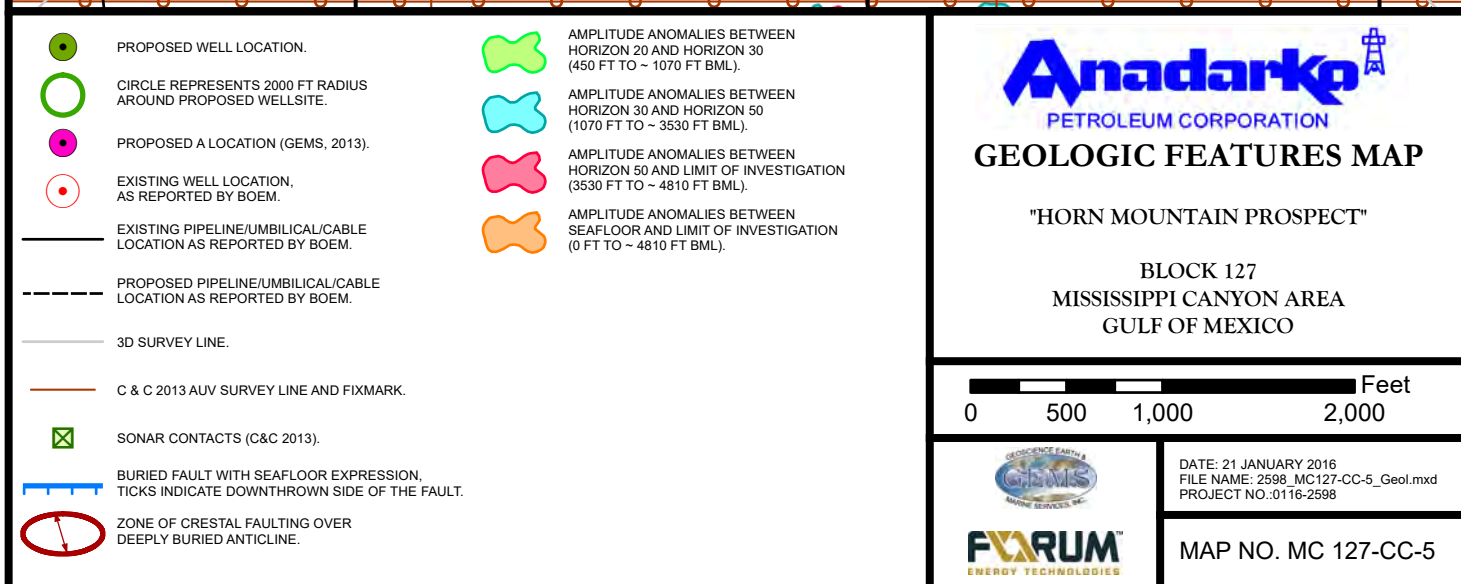 PROPOSED WELL LOCATION.
CIRCLE REPRESENTS 2000 FT RADIUS
AROUND PROPOSED WELLSITE.
PROPOSED A LOCATION (GEMS, 2013).
EXISTING WELL LOCATION,
AS REPORTED BY BOEM.
EXISTING PIPELINE/UMBILICAL/CABLE
LOCATION AS REPORTED BY BOEM.
PROPOSED PIPELINE/UMBILICAL/CABLE
LOCATION AS REPORTED BY BOEM.
3D SURVEY LINE.
C & C 2013 AUV SURVEY LINE AND FIXMARK.
SONAR CONTACTS (C&C 2013).
BURIED FAULT WITH SEAFLOOR EXPRESSION,
TICKS INDICATE DOWNTHROWN SIDE OF THE FAULT.
ZONE OF CRESTAL FAULTING OVER
DEEPLY BURIED ANTICLINE.
AMPLITUDE ANOMALIES BETWEEN
HORIZON 20 AND HORIZON 30
(450 FT TO ~ 1070 FT BML).
AMPLITUDE ANOMALIES BETWEEN
HORIZON 30 AND HORIZON 50
(1070 FT TO ~ 3530 FT BML).
AMPLITUDE ANOMALIES BETWEEN
HORIZON 50 AND LIMIT OF INVESTIGATION
(3530 FT TO ~ 4810 FT BML).
AMPLITUDE ANOMALIES BETWEEN
SEAFLOOR AND LIMIT OF INVESTIGATION
(0 FT TO ~ 4810 FT BML).
Anadarko
PETROLEUM CORPORATION
GEOLOGIC FEATURES MAP
"HORN MOUNTAIN PROSPECT"
BLOCK 127
MISSISSIPPI CANYON AREA
GULF OF MEXICO
Feet
0 500 1,000 2,000
GEOSCIENCE EARTH &
GEMS
MARINE SERVICES, INC.
FORUM™
ENERGY TECHNOLOGIES
DATE: 21 JANUARY 2016
FILE NAME: 2598_MC127-CC-5_Geol.mxd
PROJECT NO.:0116-2598
MAP NO. MC 127-CC-5